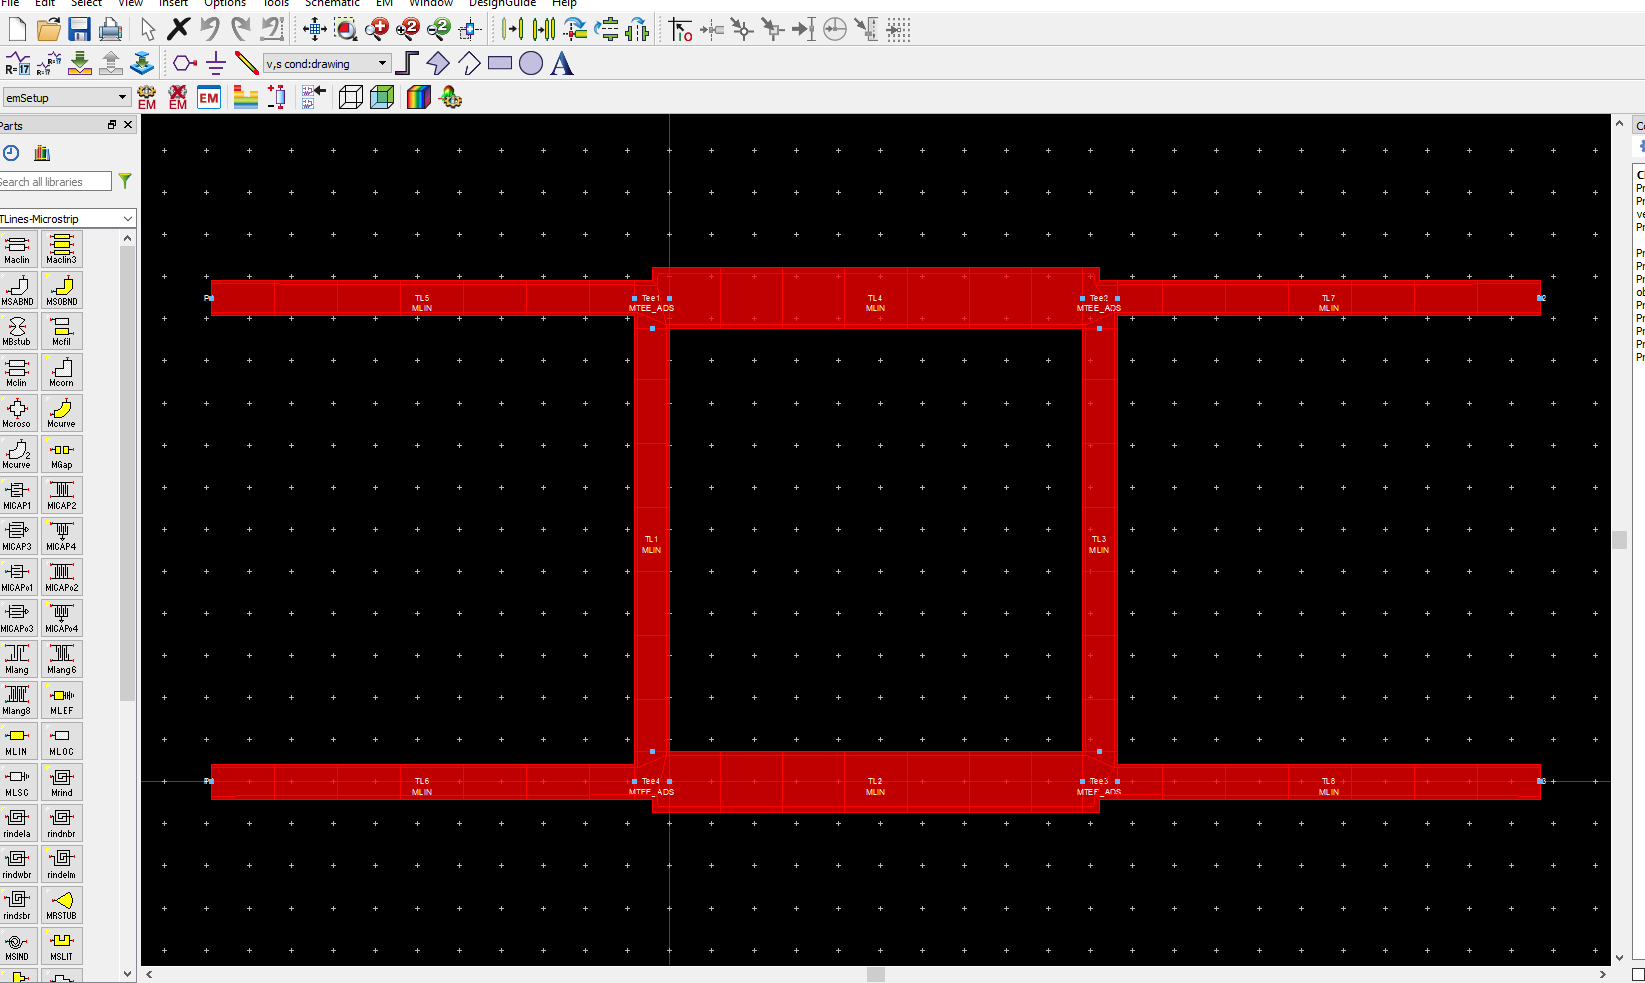 File Edit Select View Insert Options Tools Schematic EM Window DesignGuide Help
v,s cond:drawing
emSetup
EM EM EM
Parts
Search all libraries
TLines-Microstrip
Maclin Maclin3
MSABND MSOBND
MBstub Mcfil
Mclin Mcorn
Mcroso Mcurve
Mcurve MGap
MICAP1 MICAP2
MICAP3 MICAP4
MICAPo1 MICAPo2
MICAPo3 MICAPo4
Mlang Mlang6
Mlang8 MLEF
MLIN MLOC
MLSC Mrind
rindela rindnbr
rindwbr rindelm
rindsbr MRSTUB
MSIND MSLIT
TL5
MLIN
Tee1
MTEE_ADS
TL4
MLIN
Tee2
MTEE_ADS
TL7
MLIN
TL1
MLIN
TL3
MLIN
TL6
MLIN
Tee4
MTEE_ADS
TL2
MLIN
Tee3
MTEE_ADS
TL8
MLIN